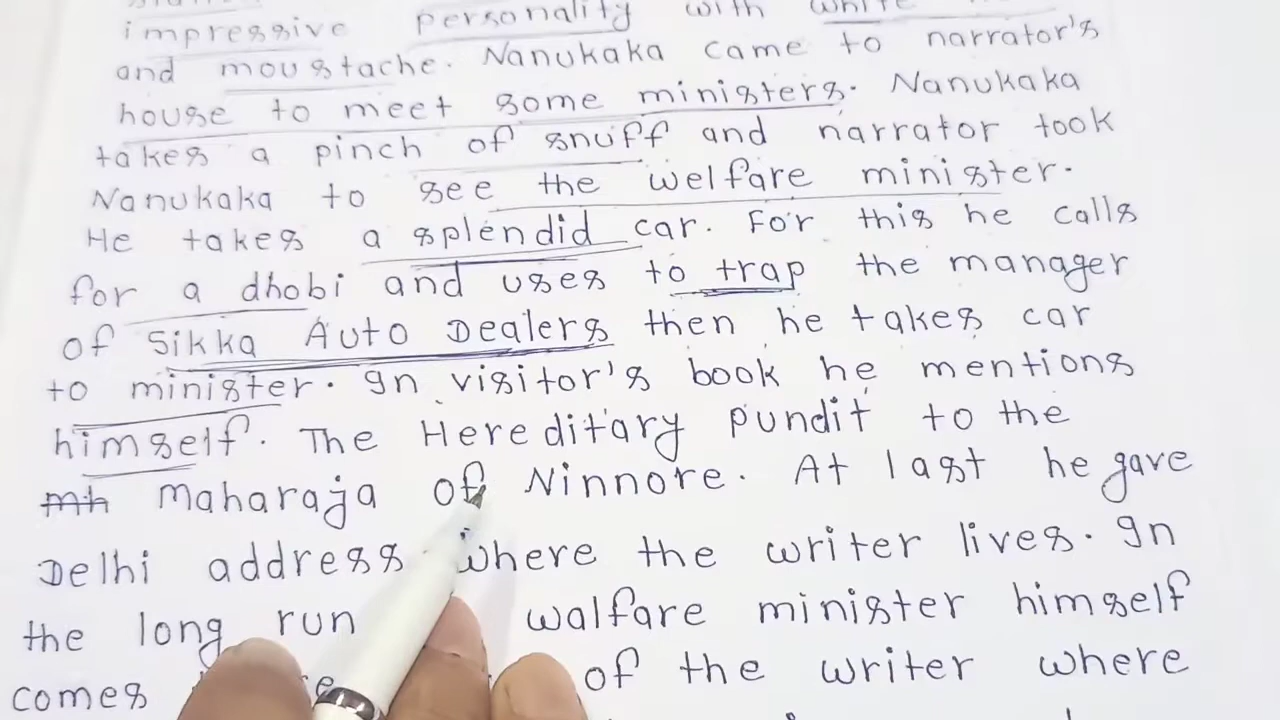 impressive personality with white
and moustache. Nanukaka came to narrator's
house to meet some ministers. Nanukaka
takes a pinch of snuff and narrator took
Nanukaka to see the welfare minister.
He takes a splendid car. For this he calls
for a dhobi and uses to trap the manager
of Sikka Auto Dealers then he takes car
to minister. In visitor's book he mentions
himself. The Hereditary pundit to the
mh Maharaja of Ninnore. At last he gave
Delhi address where the writer lives. In
the long run walfare minister himself
comes of the writer where